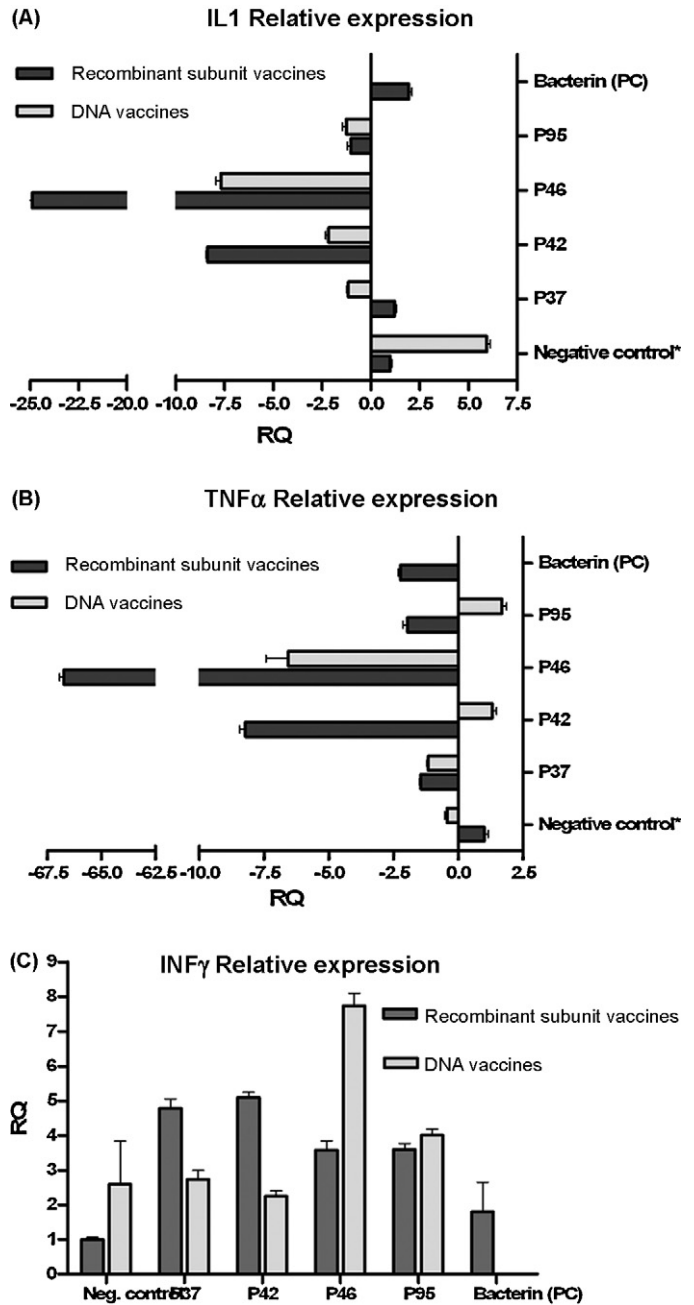 (A)
IL1 Relative expression
Recombinant subunit vaccines
DNA vaccines
Bacterin (PC)
P95
P46
P42
P37
Negative control*
-25.0 -22.5 -20.0 -10.0 -7.5 -5.0 -2.5 0.0 2.5 5.0 7.5
RQ
(B)
TNFα Relative expression
Recombinant subunit vaccines
DNA vaccines
Bacterin (PC)
P95
P46
P42
P37
Negative control*
-67.5 -65.0 -62.5 -10.0 -7.5 -5.0 -2.5 0.0 2.5
RQ
(C)
INFγ Relative expression
Recombinant subunit vaccines
DNA vaccines
RQ
9
8
7
6
5
4
3
2
1
0
Neg. control P37 P42 P46 P95 Bacterin (PC)